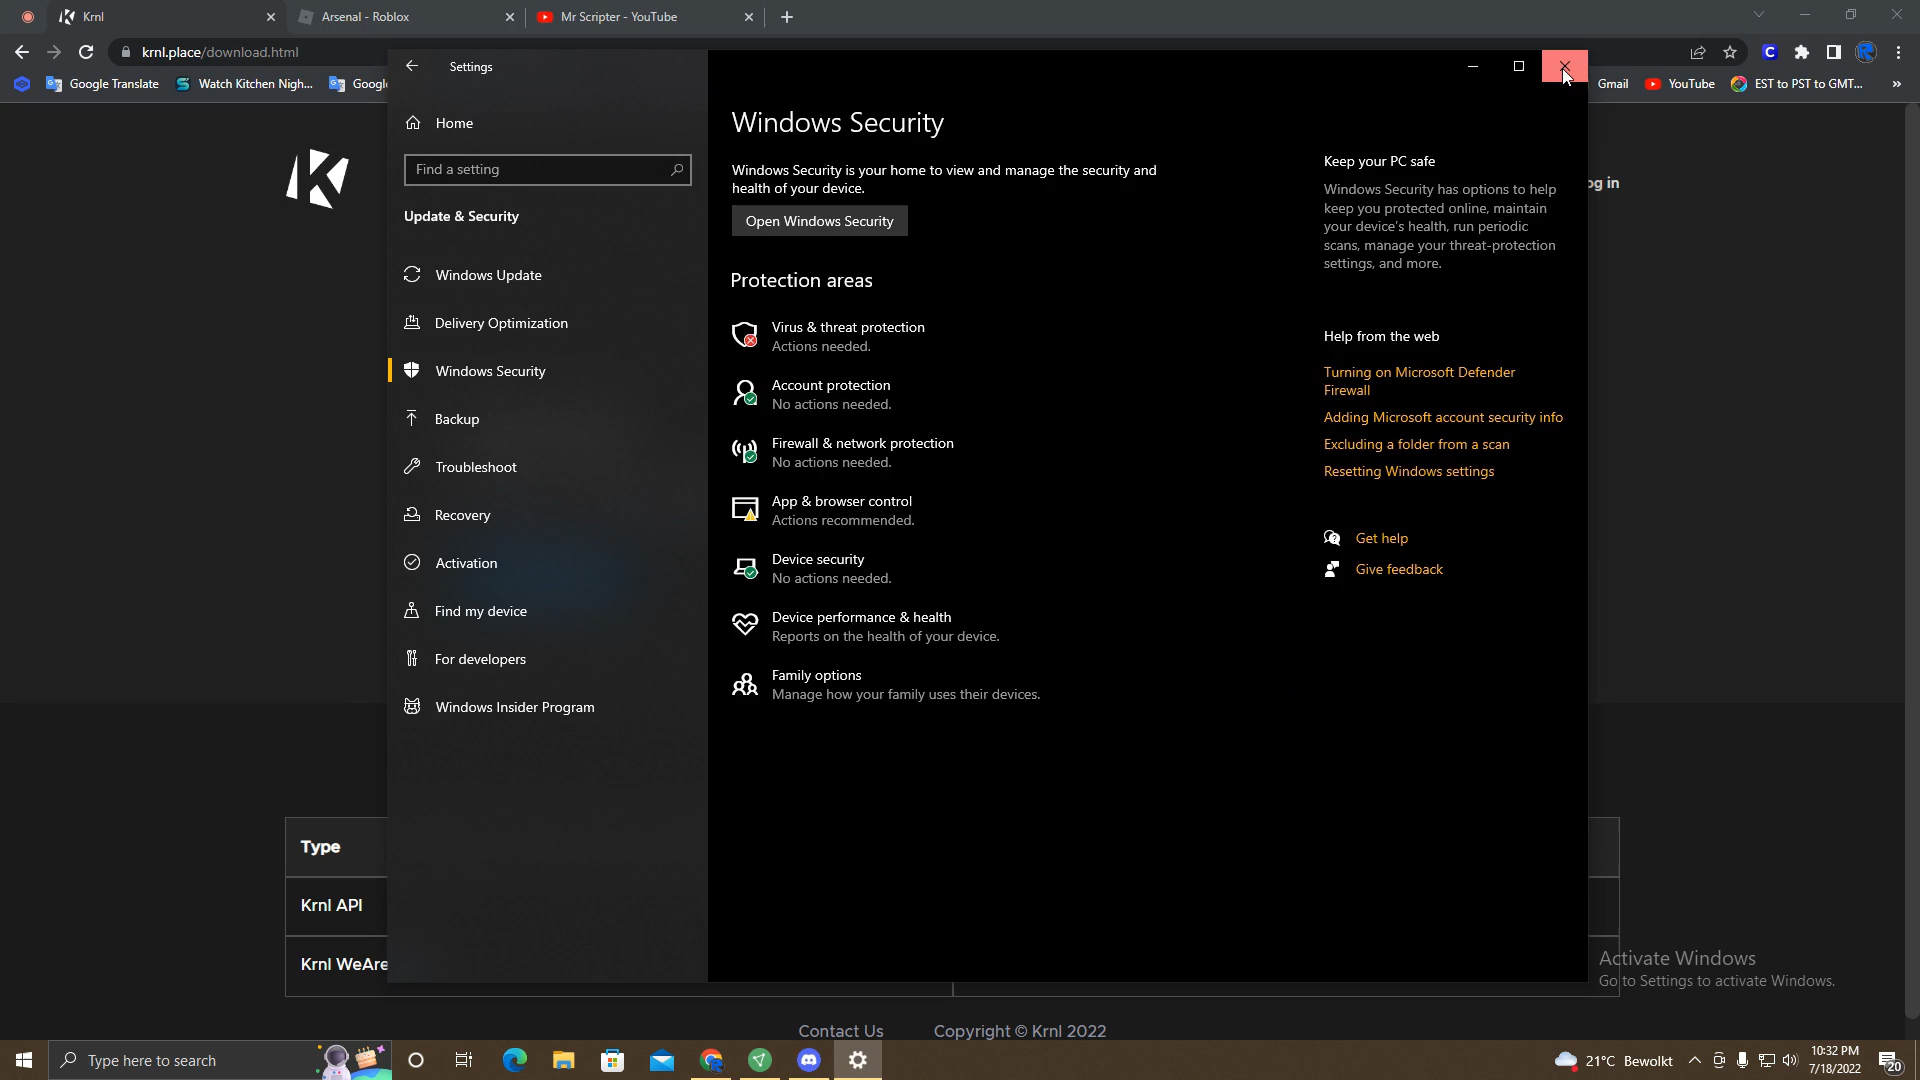 Krnl
Arsenal - Roblox
Mr Scripter - YouTube
krnl.place/download.html
Google Translate
Watch Kitchen Nigh...
Gmail
YouTube
EST to PST to GMT...
»
Settings
Home
Find a setting
Update & Security
Windows Update
Delivery Optimization
Windows Security
Backup
Troubleshoot
Recovery
Activation
Find my device
For developers
Windows Insider Program
Windows Security
Windows Security is your home to view and manage the security and
health of your device.
Open Windows Security
Protection areas
Virus & threat protection
Actions needed.
Account protection
No actions needed.
Firewall & network protection
No actions needed.
App & browser control
Actions recommended.
Device security
No actions needed.
Device performance & health
Reports on the health of your device.
Family options
Manage how your family uses their devices.
Keep your PC safe
Windows Security has options to help
keep you protected online, maintain
your device's health, run periodic
scans, manage your threat-protection
settings, and more.
Help from the web
Turning on Microsoft Defender
Firewall
Adding Microsoft account security info
Excluding a folder from a scan
Resetting Windows settings
Get help
Give feedback
og in
Type
Krnl API
Krnl WeAre
Activate Windows
Go to Settings to activate Windows.
Contact Us
Copyright © Krnl 2022
Type here to search
21°C Bewolkt
10:32 PM
7/18/2022
20